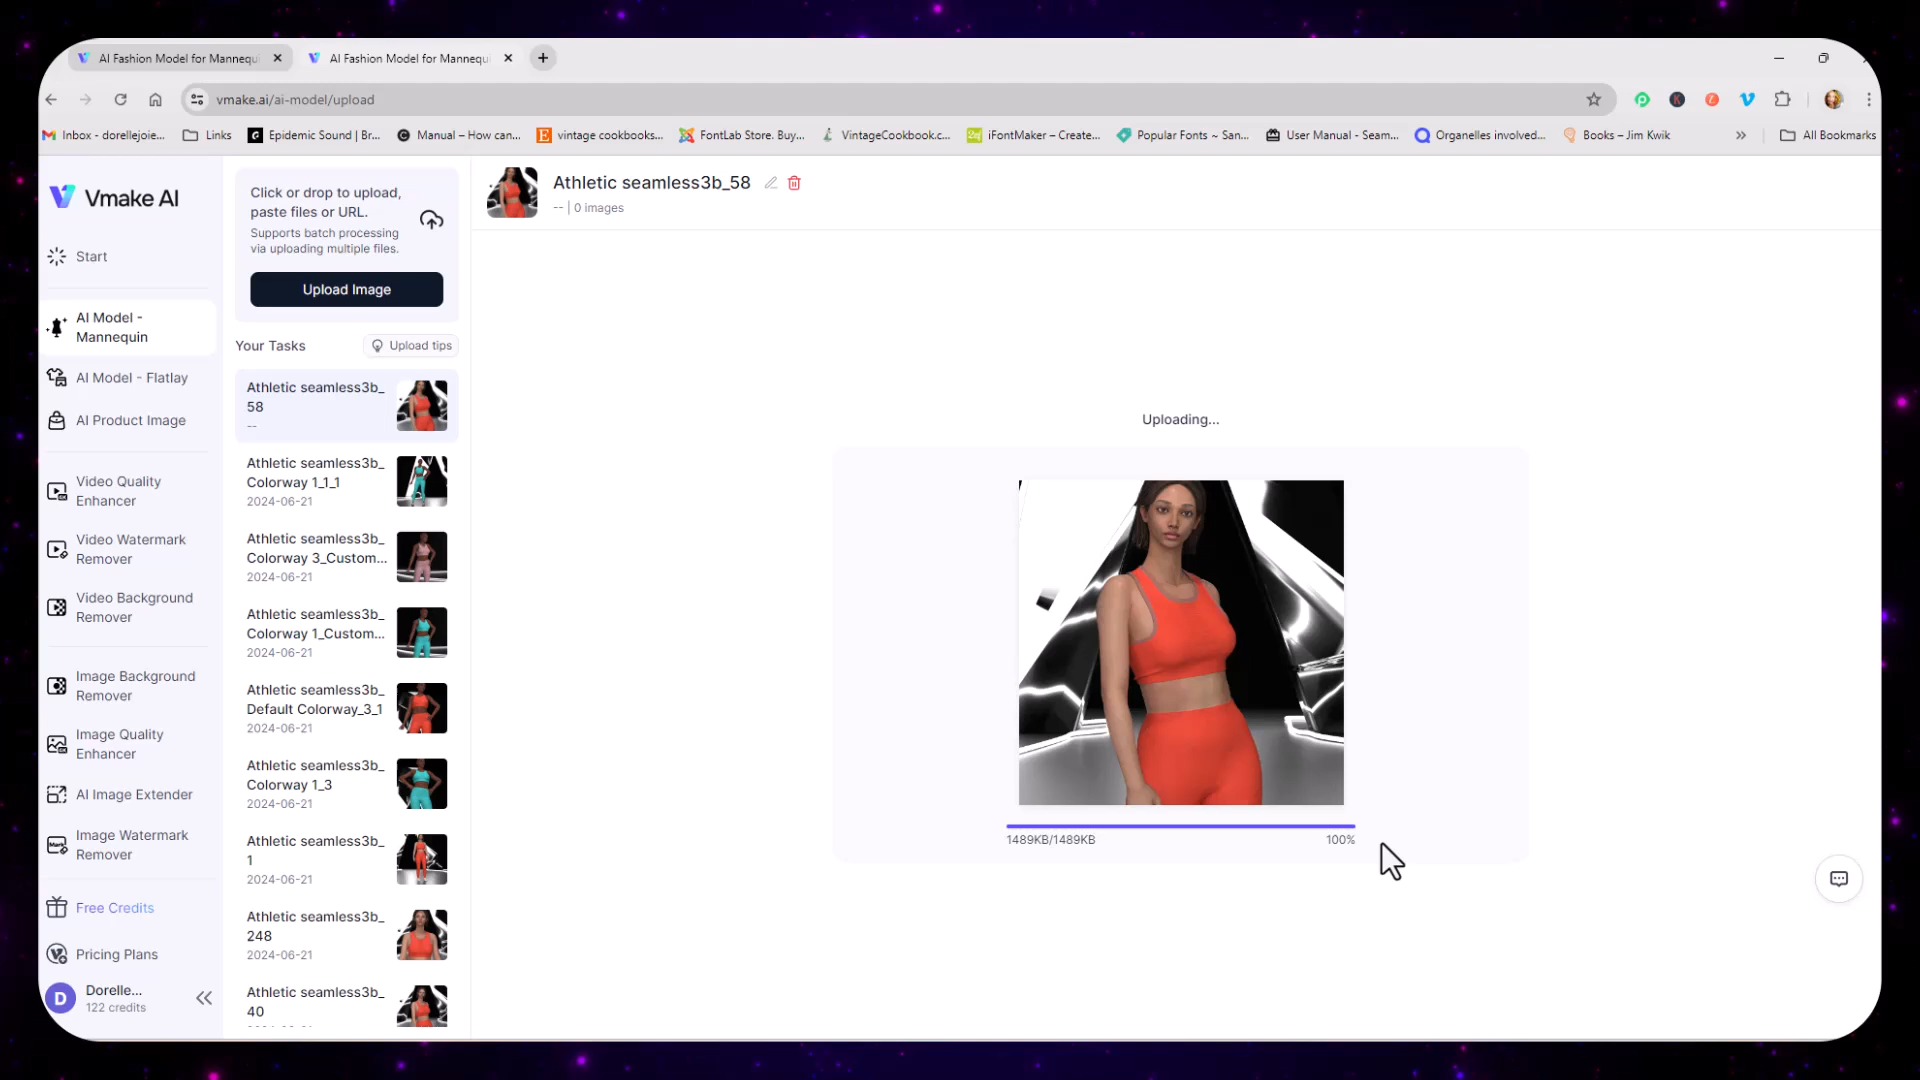 AI Fashion Model for Mannequi
AI Fashion Model for Mannequi
vmake.ai/ai-model/upload
Inbox - dorellejoie...
Links
Epidemic Sound | Br...
Manual – How can...
vintage cookbooks...
FontLab Store. Buy...
VintageCookbook.c...
iFontMaker – Create...
Popular Fonts ~ San...
User Manual - Seam...
Organelles involved...
Books – Jim Kwik
All Bookmarks
Vmake AI
Start
AI Model -
Mannequin
AI Model - Flatlay
AI Product Image
Video Quality
Enhancer
Video Watermark
Remover
Video Background
Remover
Image Background
Remover
Image Quality
Enhancer
AI Image Extender
Image Watermark
Remover
Free Credits
Pricing Plans
D
Dorelle...
122 credits
Click or drop to upload,
paste files or URL.
Supports batch processing
via uploading multiple files.
Upload Image
Your Tasks
Upload tips
Athletic seamless3b_
58
--
Athletic seamless3b_
Colorway 1_1_1
2024-06-21
Athletic seamless3b_
Colorway 3_Custom...
2024-06-21
Athletic seamless3b_
Colorway 1_Custom...
2024-06-21
Athletic seamless3b_
Default Colorway_3_1
2024-06-21
Athletic seamless3b_
Colorway 1_3
2024-06-21
Athletic seamless3b_
1
2024-06-21
Athletic seamless3b_
248
2024-06-21
Athletic seamless3b_
40
Athletic seamless3b_58
-- | 0 images
Uploading...
1489KB/1489KB
100%